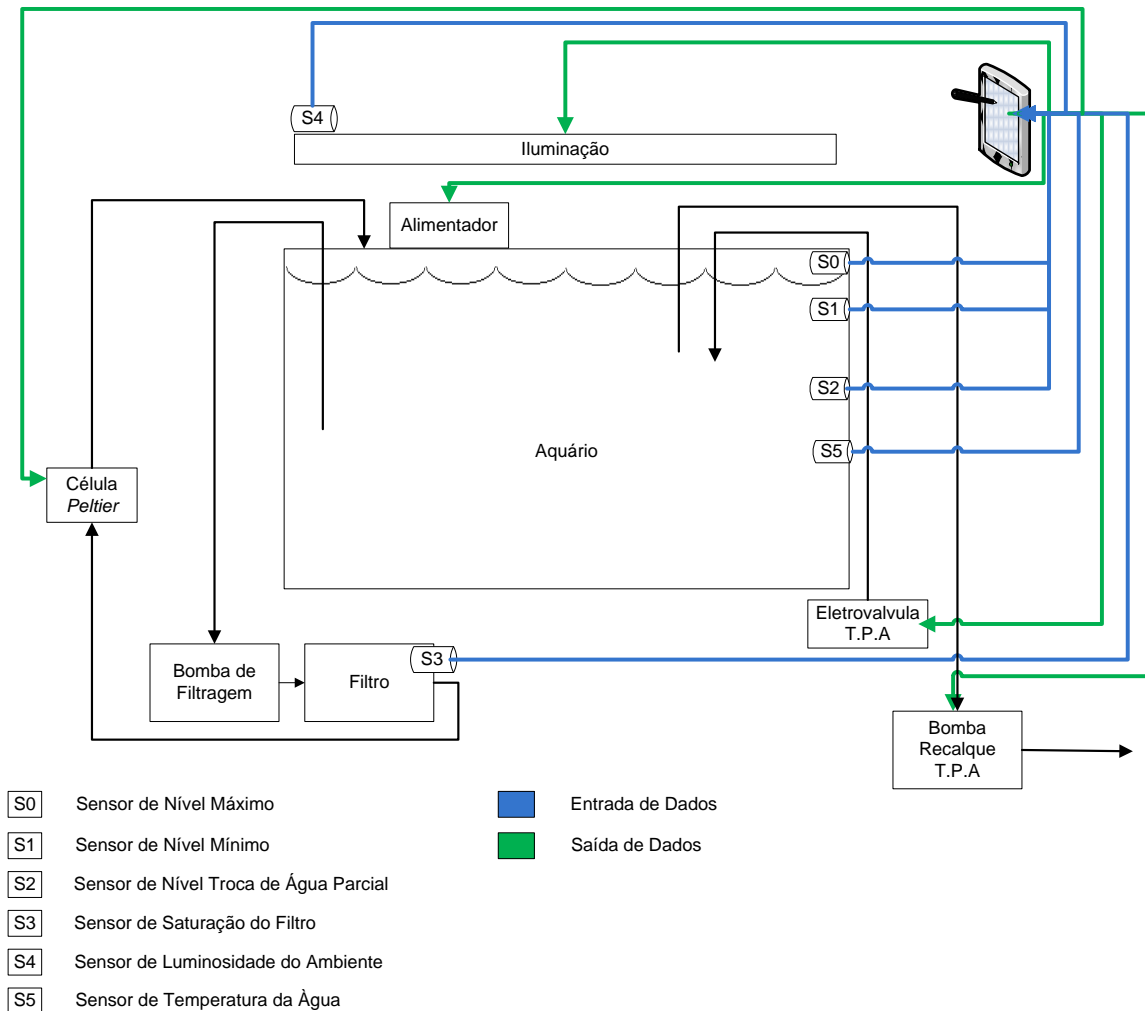 S4
Iluminação
Alimentador
S0
S1
S2
Aquário
S5
Célula
Peltier
Eletrovalvula
T.P.A
Bomba de
Filtragem
Filtro
S3
Bomba
Recalque
T.P.A
S0 Sensor de Nível Máximo
Entrada de Dados
S1 Sensor de Nível Mínimo
Saída de Dados
S2 Sensor de Nível Troca de Água Parcial
S3 Sensor de Saturação do Filtro
S4 Sensor de Luminosidade do Ambiente
S5 Sensor de Temperatura da Àgua